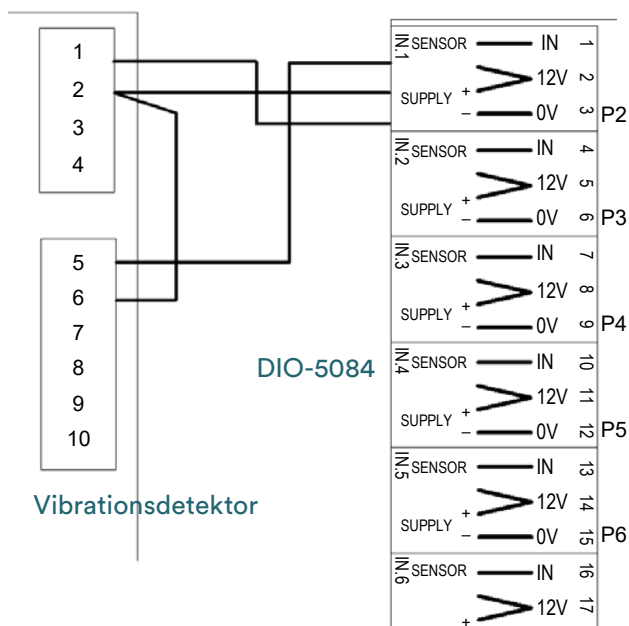 1
2
3
4
5
6
7
8
9
10
Vibrationsdetektor
DIO-5084
IN.1 SENSOR IN 1
12V 2
SUPPLY + − 0V 3 P2
IN.2 SENSOR IN 4
12V 5
SUPPLY + − 0V 6 P3
IN.3 SENSOR IN 7
12V 8
SUPPLY + − 0V 9 P4
IN.4 SENSOR IN 10
12V 11
SUPPLY + − 0V 12 P5
IN.5 SENSOR IN 13
12V 14
SUPPLY + − 0V 15 P6
IN.6 SENSOR IN 16
12V 17
+